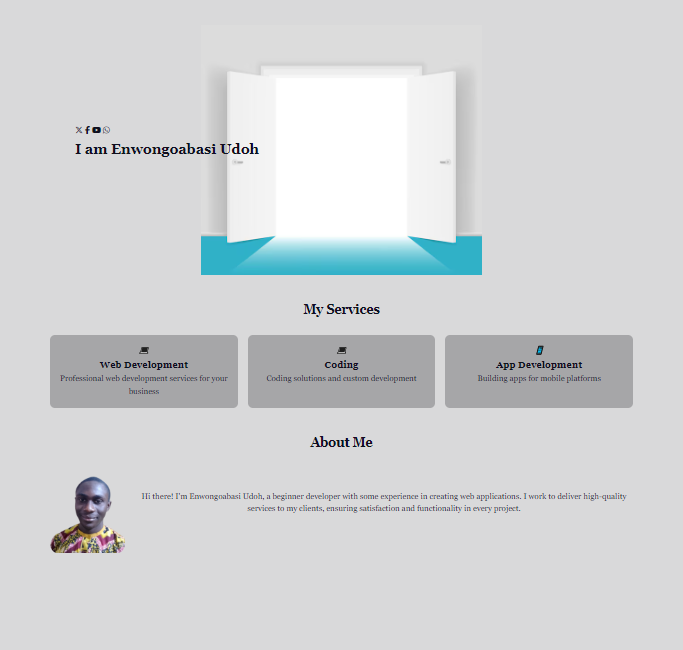 I am Enwongoabasi Udoh
My Services
Web Development
Professional web development services for your
business
Coding
Coding solutions and custom development
App Development
Building apps for mobile platforms
About Me
Hi there! I'm Enwongoabasi Udoh, a beginner developer with some experience in creating web applications. I work to deliver high-quality
services to my clients, ensuring satisfaction and functionality in every project.